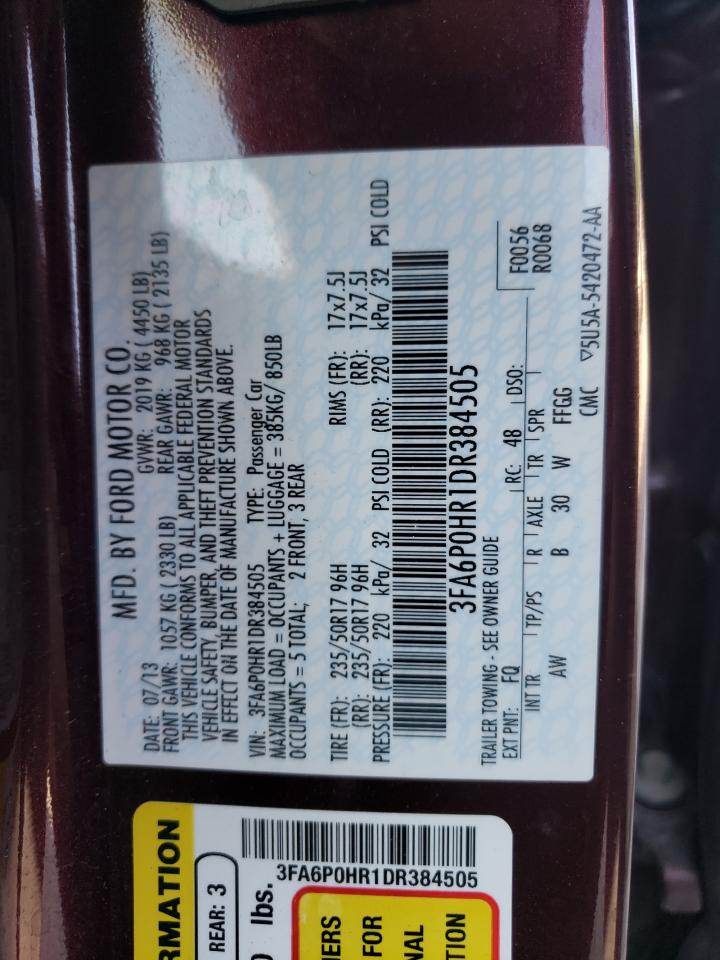 MFD. BY FORD MOTOR CO.
DATE: 07/13 GVWR: 2019 KG ( 4450 LB)
FRONT GAWR: 1057 KG ( 2330 LB) REAR GAWR: 968 KG ( 2135 LB)
THIS VEHICLE CONFORMS TO ALL APPLICABLE FEDERAL MOTOR
VEHICLE SAFETY, BUMPER, AND THEFT PREVENTION STANDARDS
IN EFFECT ON THE DATE OF MANUFACTURE SHOWN ABOVE.
VIN: 3FA6P0HR1DR384505 TYPE: Passenger Car
MAXIMUM LOAD = OCCUPANTS + LUGGAGE = 385KG/ 850LB
OCCUPANTS = 5 TOTAL; 2 FRONT, 3 REAR
TIRE (FR): 235/50R17 96H RIMS (FR): 17x7.5J
(RR): 235/50R17 96H (RR): 17x7.5J
PRESSURE (FR): 220 kPa/ 32 PSI COLD (RR): 220 kPa/ 32 PSI COLD
3FA6P0HR1DR384505
TRAILER TOWING - SEE OWNER GUIDE
EXT PNT: FQ RC: 48 DSO: F0056
R0068
INT TR TP/PS R AXLE TR SPR
AW B 30 W FFGG
CMC ▽5U5A-5420472-AA
RMATION
REAR: 3
lbs.
3FA6P0HR1DR384505
FOR